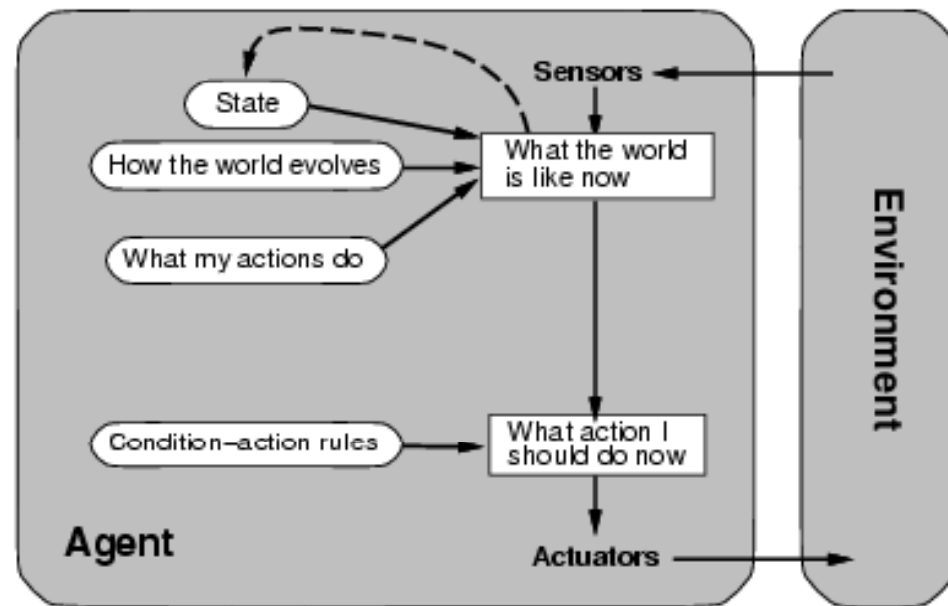 Sensors
State
What the world
is like now
How the world evolves
What my actions do
Environment
Condition–action rules
What action I
should do now
Agent
Actuators